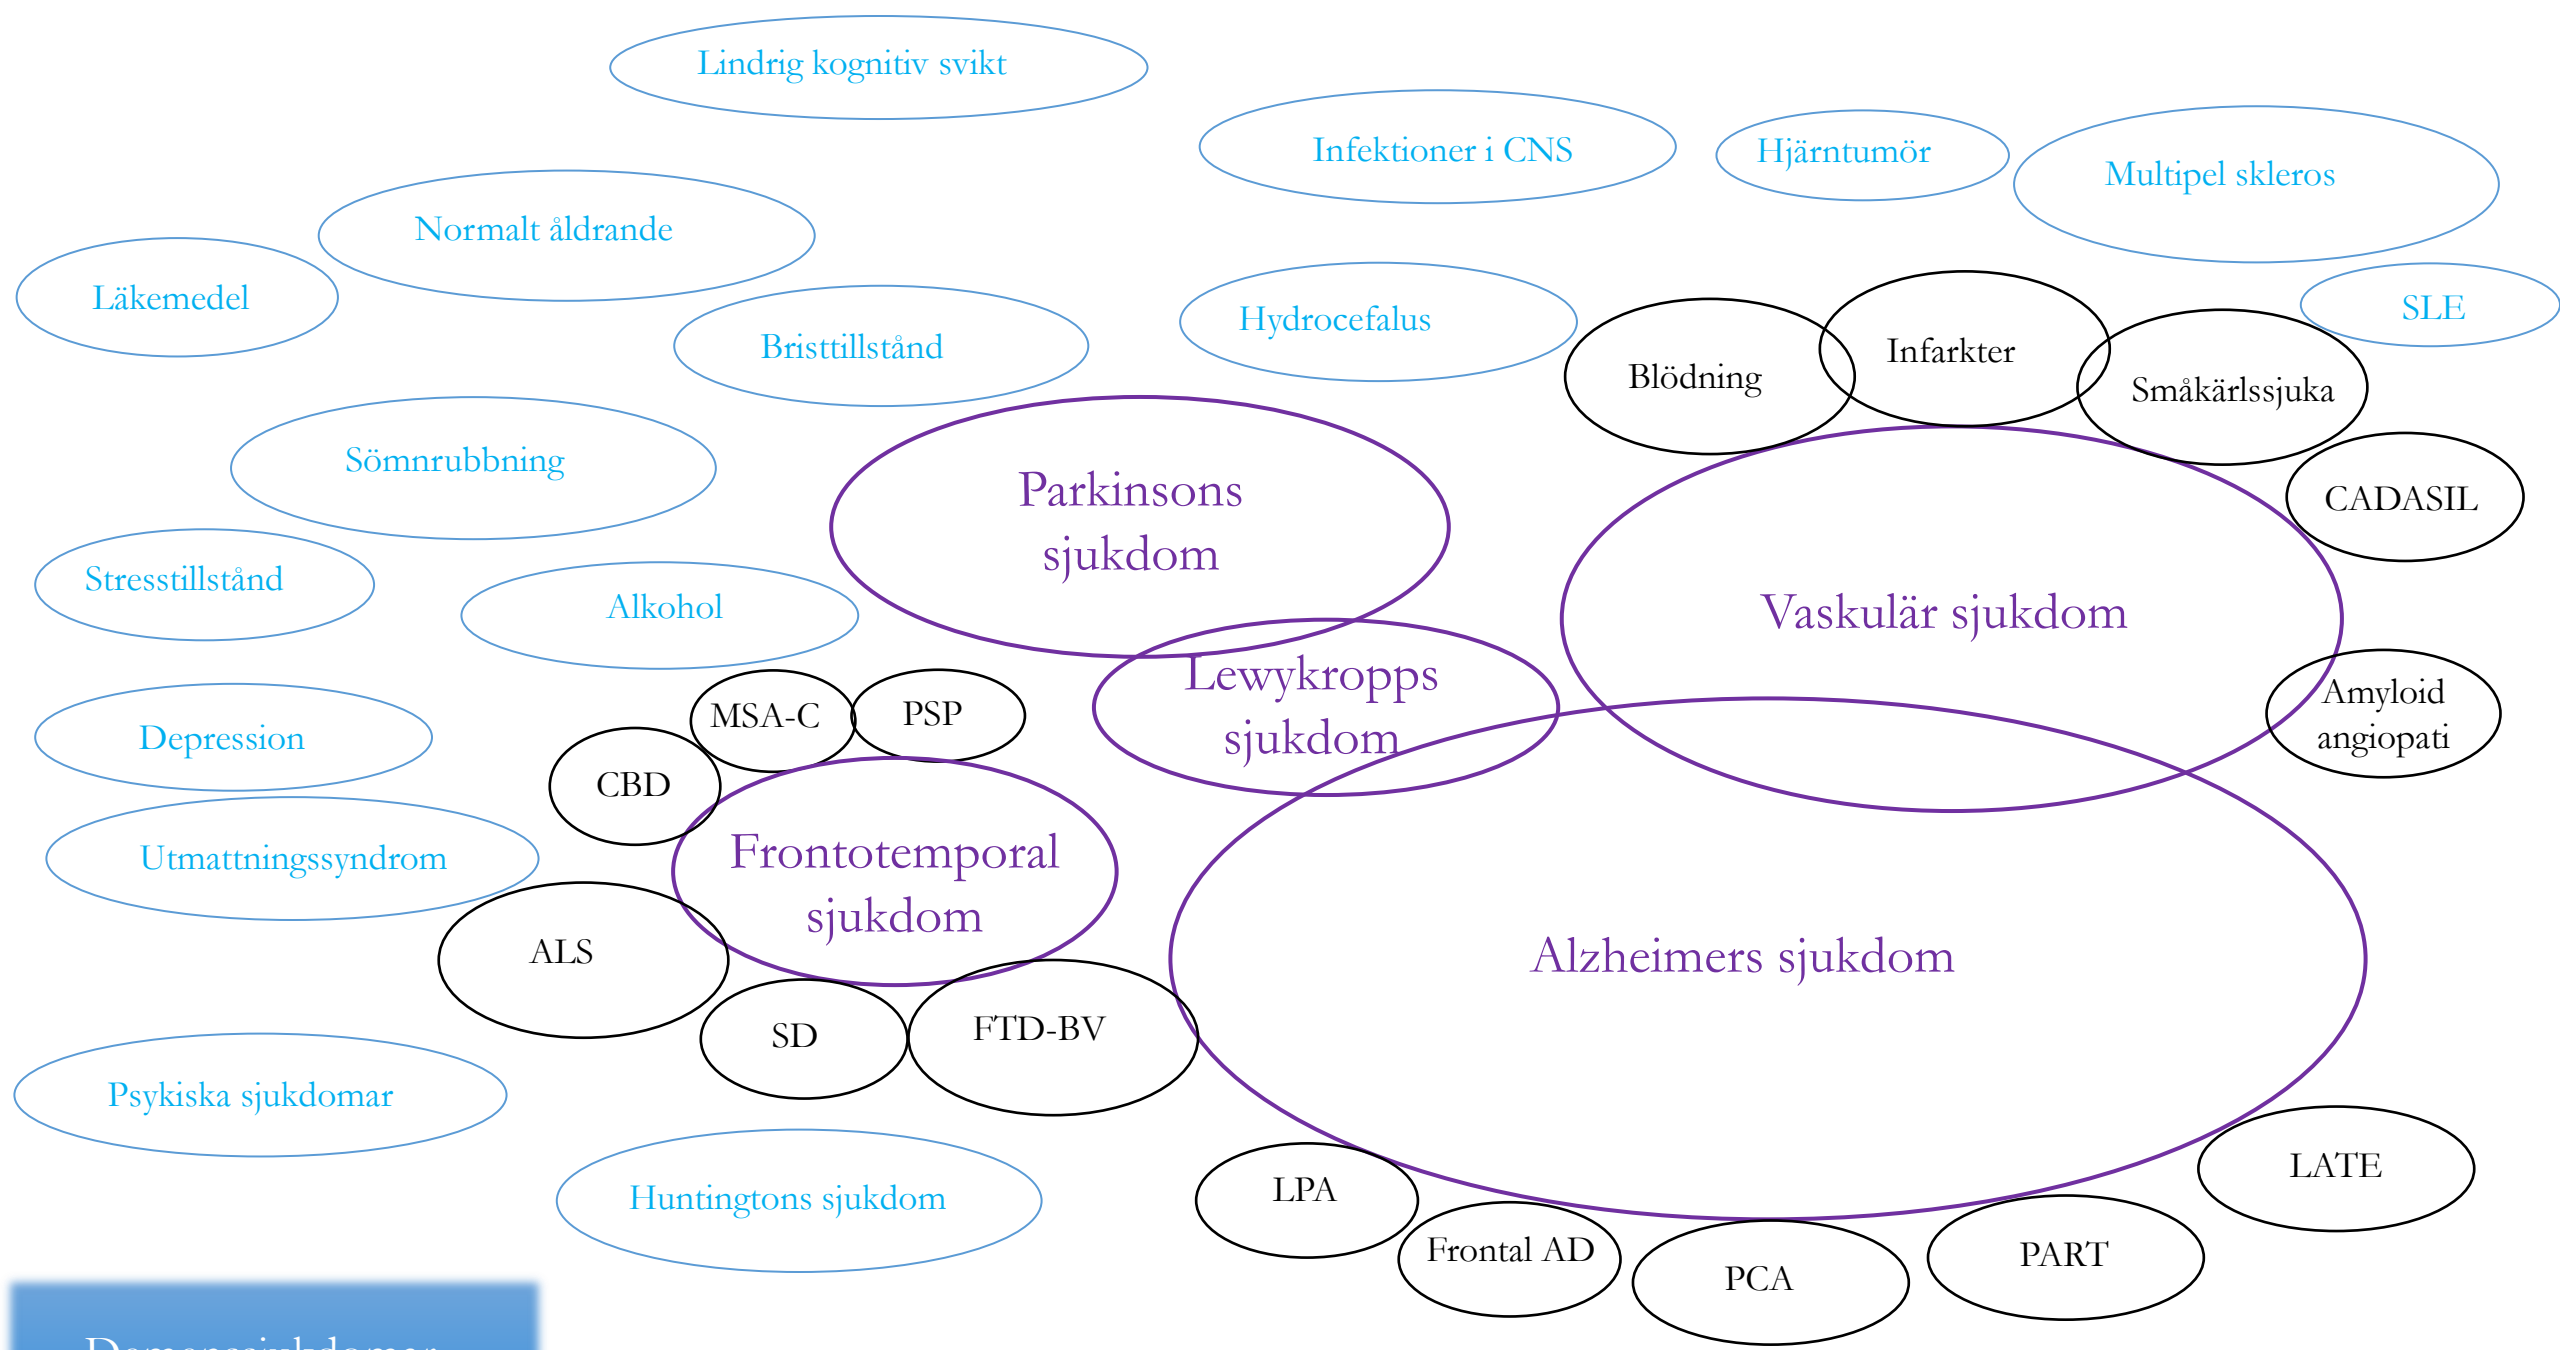 Lindrig kognitiv svikt
Infektioner i CNS
Hjärntumör
Multipel skleros
Normalt åldrande
Läkemedel
Bristtillstånd
Hydrocefalus
SLE
Blödning
Infarkter
Småkärlssjuka
Sömnrubbning
Parkinsons
sjukdom
CADASIL
Stresstillstånd
Alkohol
Vaskulär sjukdom
Lewykropps
sjukdom
Amyloid
angiopati
MSA-C
PSP
Depression
CBD
Utmattningssyndrom
Frontotemporal
sjukdom
ALS
Alzheimers sjukdom
SD
FTD-BV
Psykiska sjukdomar
Huntingtons sjukdom
LPA
LATE
Frontal AD
PCA
PART
Demenssjukdomar